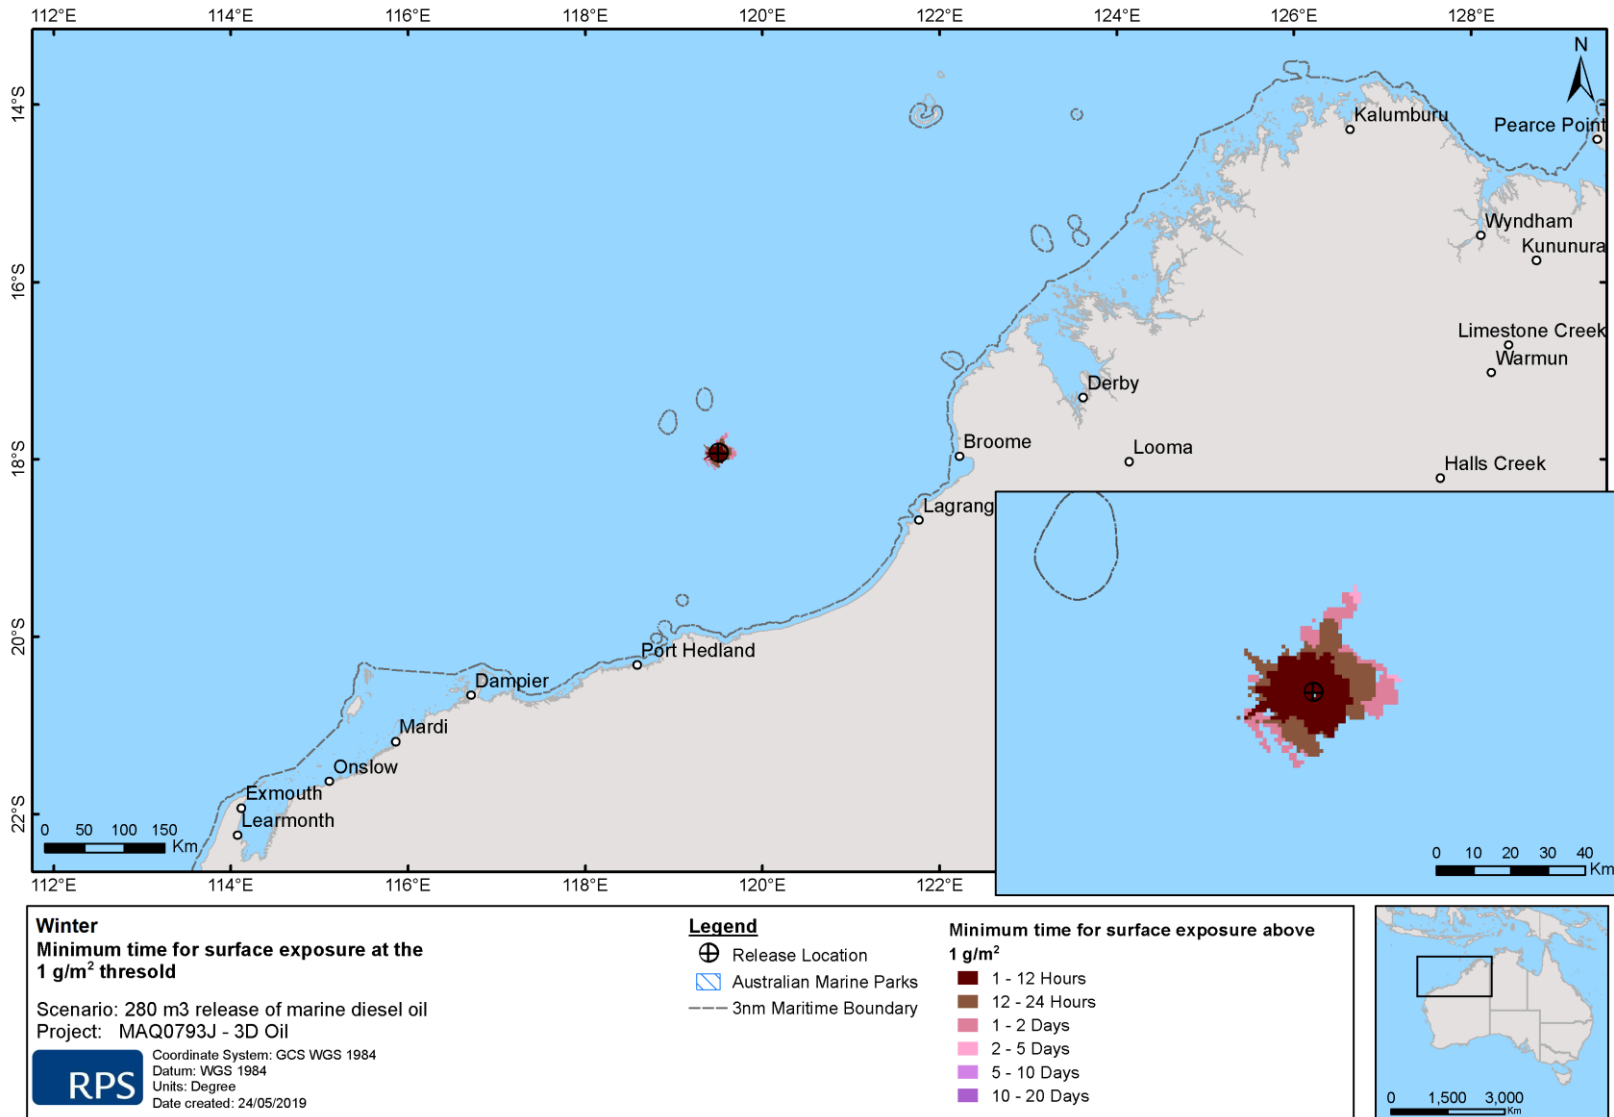 112°E 114°E 116°E 118°E 120°E 122°E 124°E 126°E 128°E
N
14°S
Kalumburu
Pearce Point
Wyndham
Kununura
16°S
Limestone Creek
Warmun
Derby
18°S
Broome
Looma
Halls Creek
Lagrang
20°S
Port Hedland
Dampier
Mardi
Onslow
22°S
Exmouth
Learmonth
0 50 100 150
Km
0 10 20 30 40
Km
112°E 114°E 116°E 118°E 120°E 122°E
Winter
Minimum time for surface exposure at the
1 g/m² thresold
Scenario: 280 m3 release of marine diesel oil
Project: MAQ0793J - 3D Oil
RPS
Coordinate System: GCS WGS 1984
Datum: WGS 1984
Units: Degree
Date created: 24/05/2019
Legend
Release Location
Australian Marine Parks
3nm Maritime Boundary
Minimum time for surface exposure above
1 g/m²
1 - 12 Hours
12 - 24 Hours
1 - 2 Days
2 - 5 Days
5 - 10 Days
10 - 20 Days
0 1,500 3,000
Km